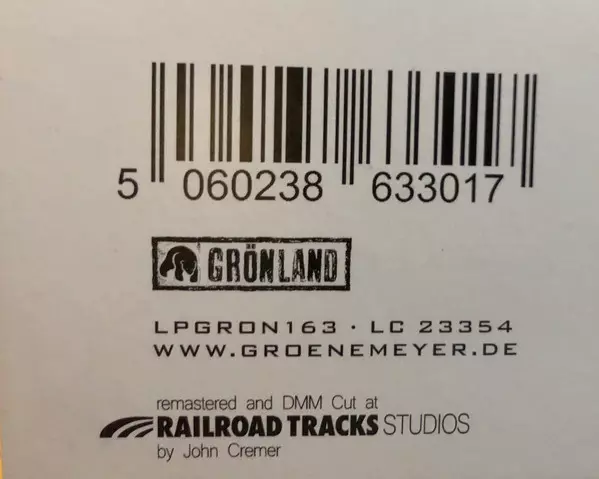 5 060238 633017
GRÖNLAND
LPGRON163 · LC 23354
WWW.GROENEMEYER.DE
remastered and DMM Cut at
RAILROAD TRACKS STUDIOS
by John Cremer